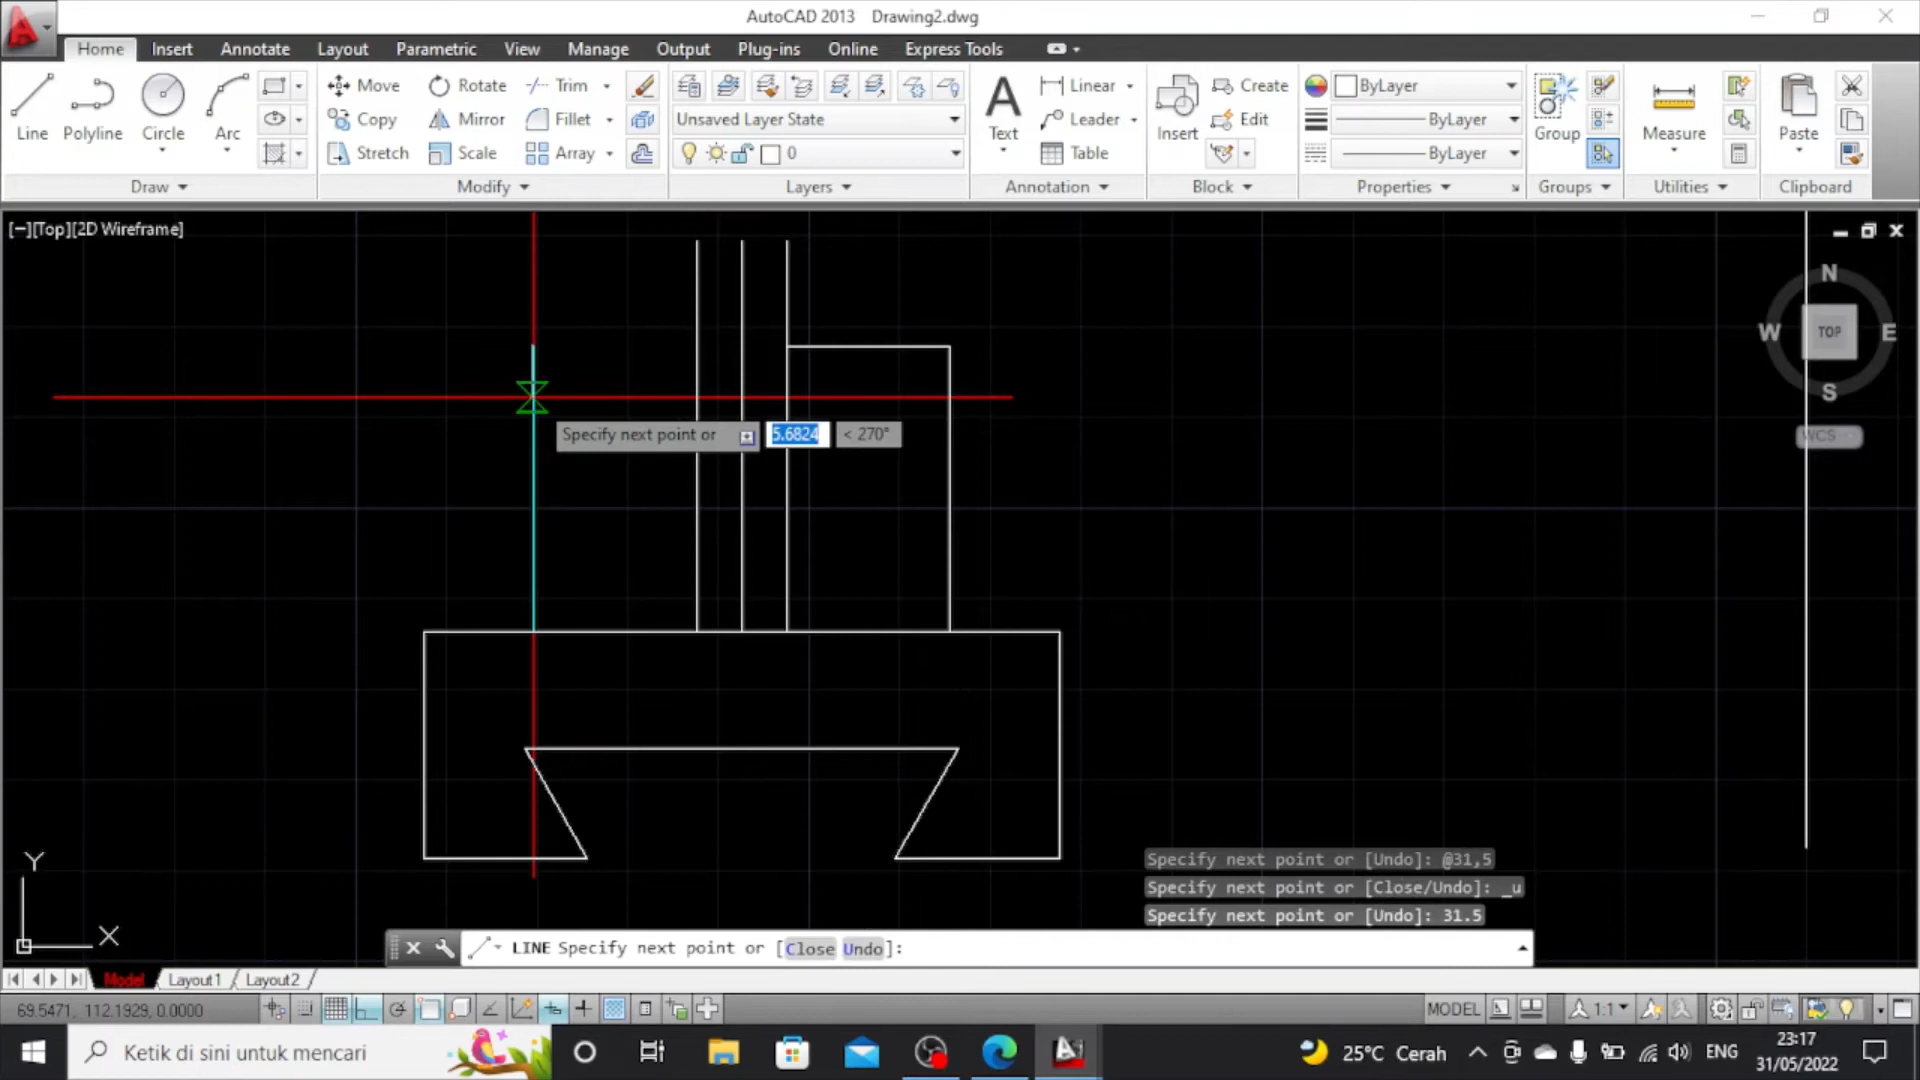 AutoCAD 2013 Drawing2.dwg
Home Insert Annotate Layout Parametric View Manage Output Plug-ins Online Express Tools
Line Polyline Circle Arc
Move Rotate Trim
Copy Mirror Fillet
Stretch Scale Array
Unsaved Layer State
0
Text
Linear
Leader
Table
Insert
Create
Edit
ByLayer
ByLayer
ByLayer
Group
Measure
Paste
Draw Modify Layers Annotation Block Properties Groups Utilities Clipboard
[–][Top][2D Wireframe]
N
W TOP E
S
WCS
Specify next point or 5.6824 < 270°
Y
X
Specify next point or [Undo]: @31,5
Specify next point or [Close/Undo]: _u
Specify next point or [Undo]: 31.5
LINE Specify next point or [Close Undo]:
Model Layout1 Layout2
69.5471, 112.1929, 0.0000 MODEL 1:1
Ketik di sini untuk mencari 25°C Cerah ENG
23:17
31/05/2022